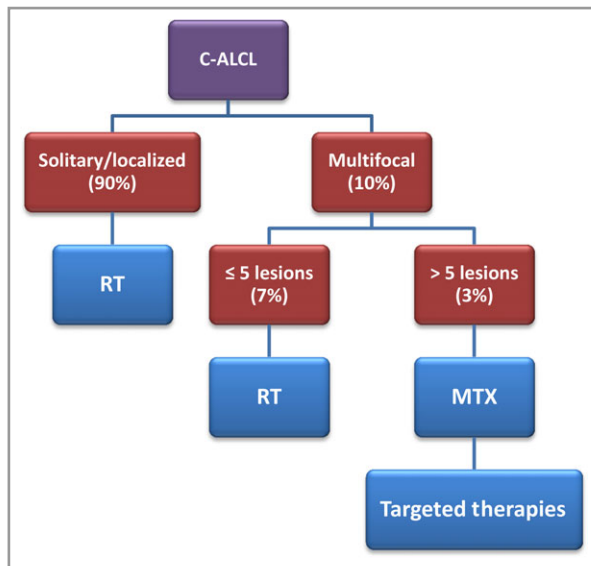 C-ALCL
Solitary/localized
(90%)
Multifocal
(10%)
RT
≤ 5 lesions
(7%)
> 5 lesions
(3%)
RT
MTX
Targeted therapies